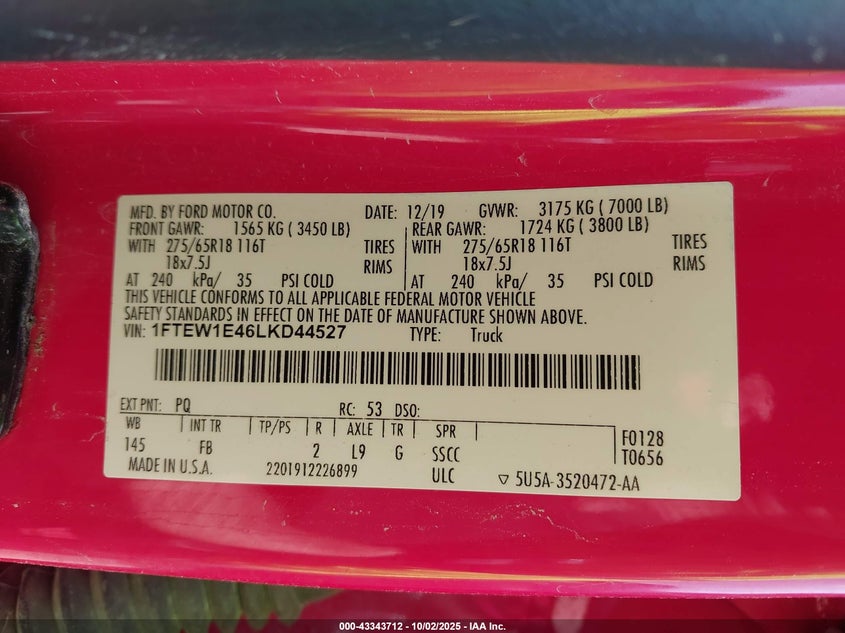 MFD. BY FORD MOTOR CO. DATE: 12/19 GVWR: 3175 KG ( 7000 LB)
FRONT GAWR: 1565 KG ( 3450 LB) REAR GAWR: 1724 KG ( 3800 LB)
WITH 275/65R18 116T TIRES WITH 275/65R18 116T TIRES
18x7.5J RIMS 18x7.5J RIMS
AT 240 kPa/ 35 PSI COLD AT 240 kPa/ 35 PSI COLD
THIS VEHICLE CONFORMS TO ALL APPLICABLE FEDERAL MOTOR VEHICLE
SAFETY STANDARDS IN EFFECT ON THE DATE OF MANUFACTURE SHOWN ABOVE.
VIN: 1FTEW1E46LKD44527 TYPE: Truck
EXT PNT: PQ RC: 53 DSO:
WB INT TR TP/PS R AXLE TR SPR F0128
145 FB 2 L9 G SSCC T0656
MADE IN U.S.A. 2201912226899 ULC ▽ 5U5A-3520472-AA
000-43343712 - 10/02/2025 - IAA Inc.